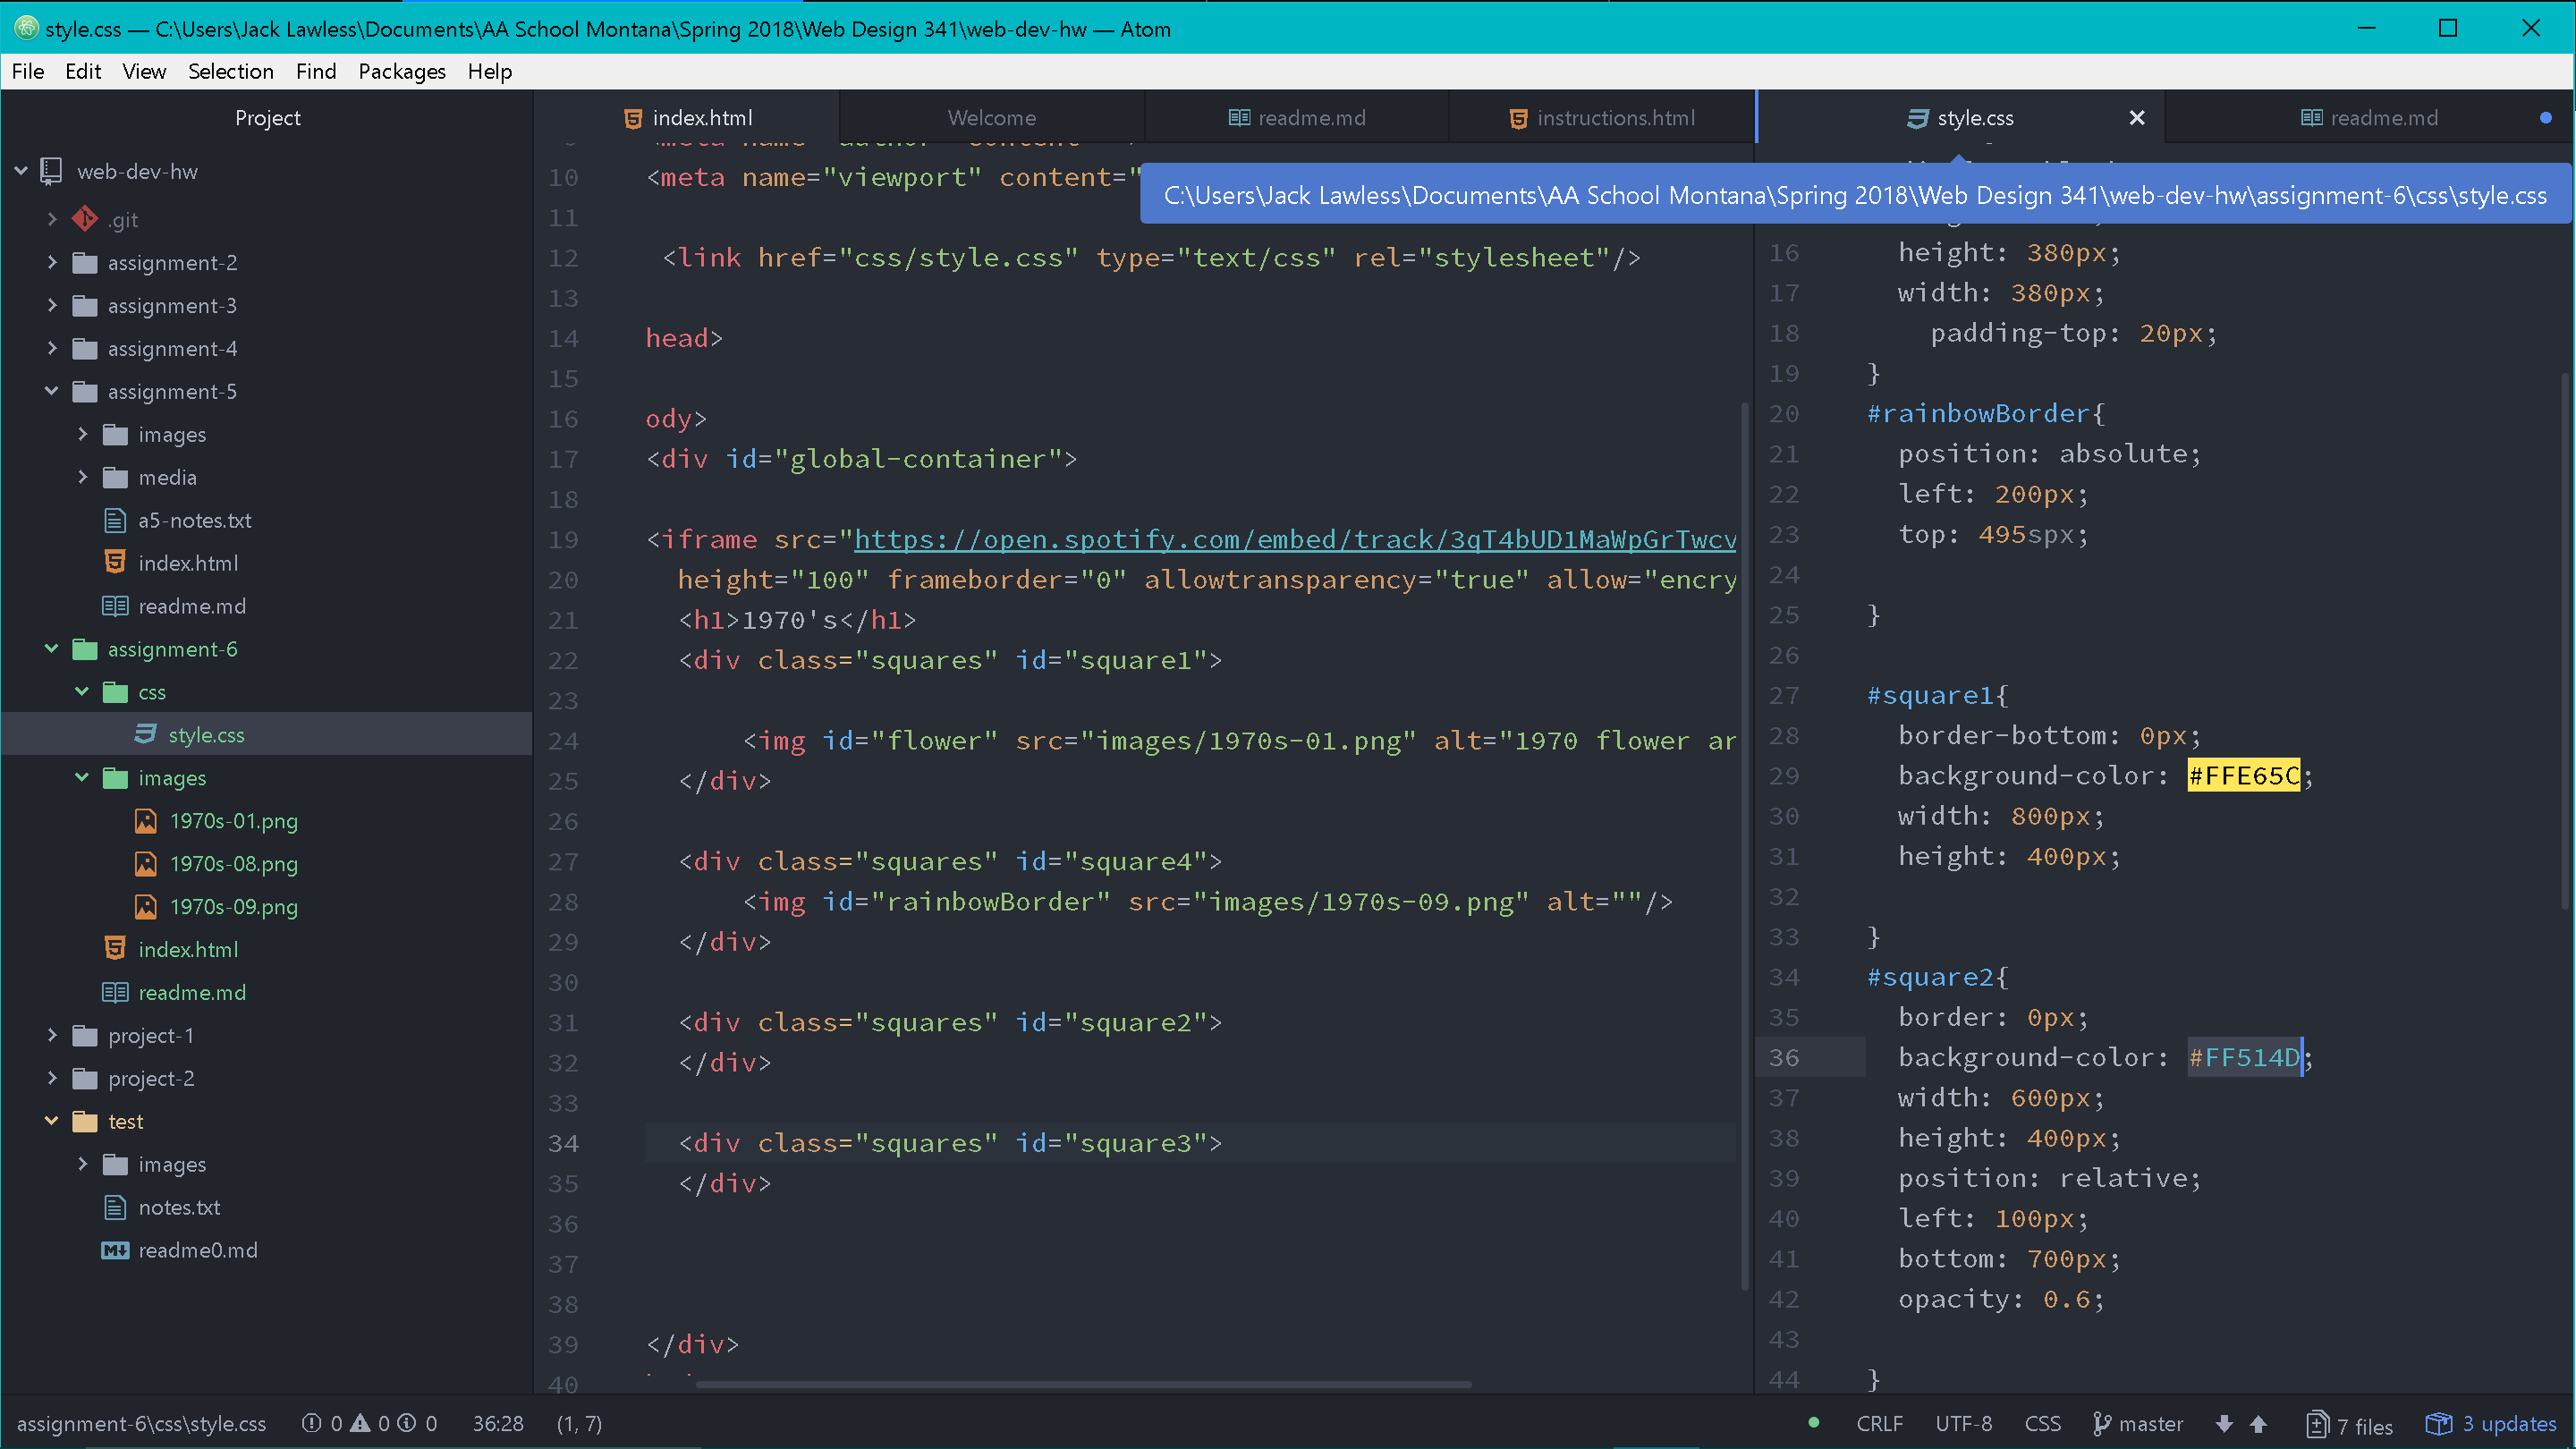 style.css — C:\Users\Jack Lawless\Documents\AA School Montana\Spring 2018\Web Design 341\web-dev-hw — Atom
File Edit View Selection Find Packages Help
Project
web-dev-hw
.git
assignment-2
assignment-3
assignment-4
assignment-5
images
media
a5-notes.txt
index.html
readme.md
assignment-6
css
style.css
images
1970s-01.png
1970s-08.png
1970s-09.png
index.html
readme.md
project-1
project-2
test
images
notes.txt
readme0.md
index.html Welcome readme.md instructions.html
10 <meta name="viewport" content="
11
12 <link href="css/style.css" type="text/css" rel="stylesheet"/>
13
14 head>
15
16 ody>
17 <div id="global-container">
18
19 <iframe src="https://open.spotify.com/embed/track/3qT4bUD1MaWpGrTwcv
20 height="100" frameborder="0" allowtransparency="true" allow="encry
21 <h1>1970's</h1>
22 <div class="squares" id="square1">
23
24 <img id="flower" src="images/1970s-01.png" alt="1970 flower ar
25 </div>
26
27 <div class="squares" id="square4">
28 <img id="rainbowBorder" src="images/1970s-09.png" alt=""/>
29 </div>
30
31 <div class="squares" id="square2">
32 </div>
33
34 <div class="squares" id="square3">
35 </div>
36
37
38
39 </div>
40
style.css readme.md
C:\Users\Jack Lawless\Documents\AA School Montana\Spring 2018\Web Design 341\web-dev-hw\assignment-6\css\style.css
16 height: 380px;
17 width: 380px;
18 padding-top: 20px;
19 }
20 #rainbowBorder{
21 position: absolute;
22 left: 200px;
23 top: 495spx;
24
25 }
26
27 #square1{
28 border-bottom: 0px;
29 background-color: #FFE65C;
30 width: 800px;
31 height: 400px;
32
33 }
34 #square2{
35 border: 0px;
36 background-color: #FF514D;
37 width: 600px;
38 height: 400px;
39 position: relative;
40 left: 100px;
41 bottom: 700px;
42 opacity: 0.6;
43
44 }
assignment-6\css\style.css 0 0 0 36:28 (1, 7) CRLF UTF-8 CSS master 7 files 3 updates